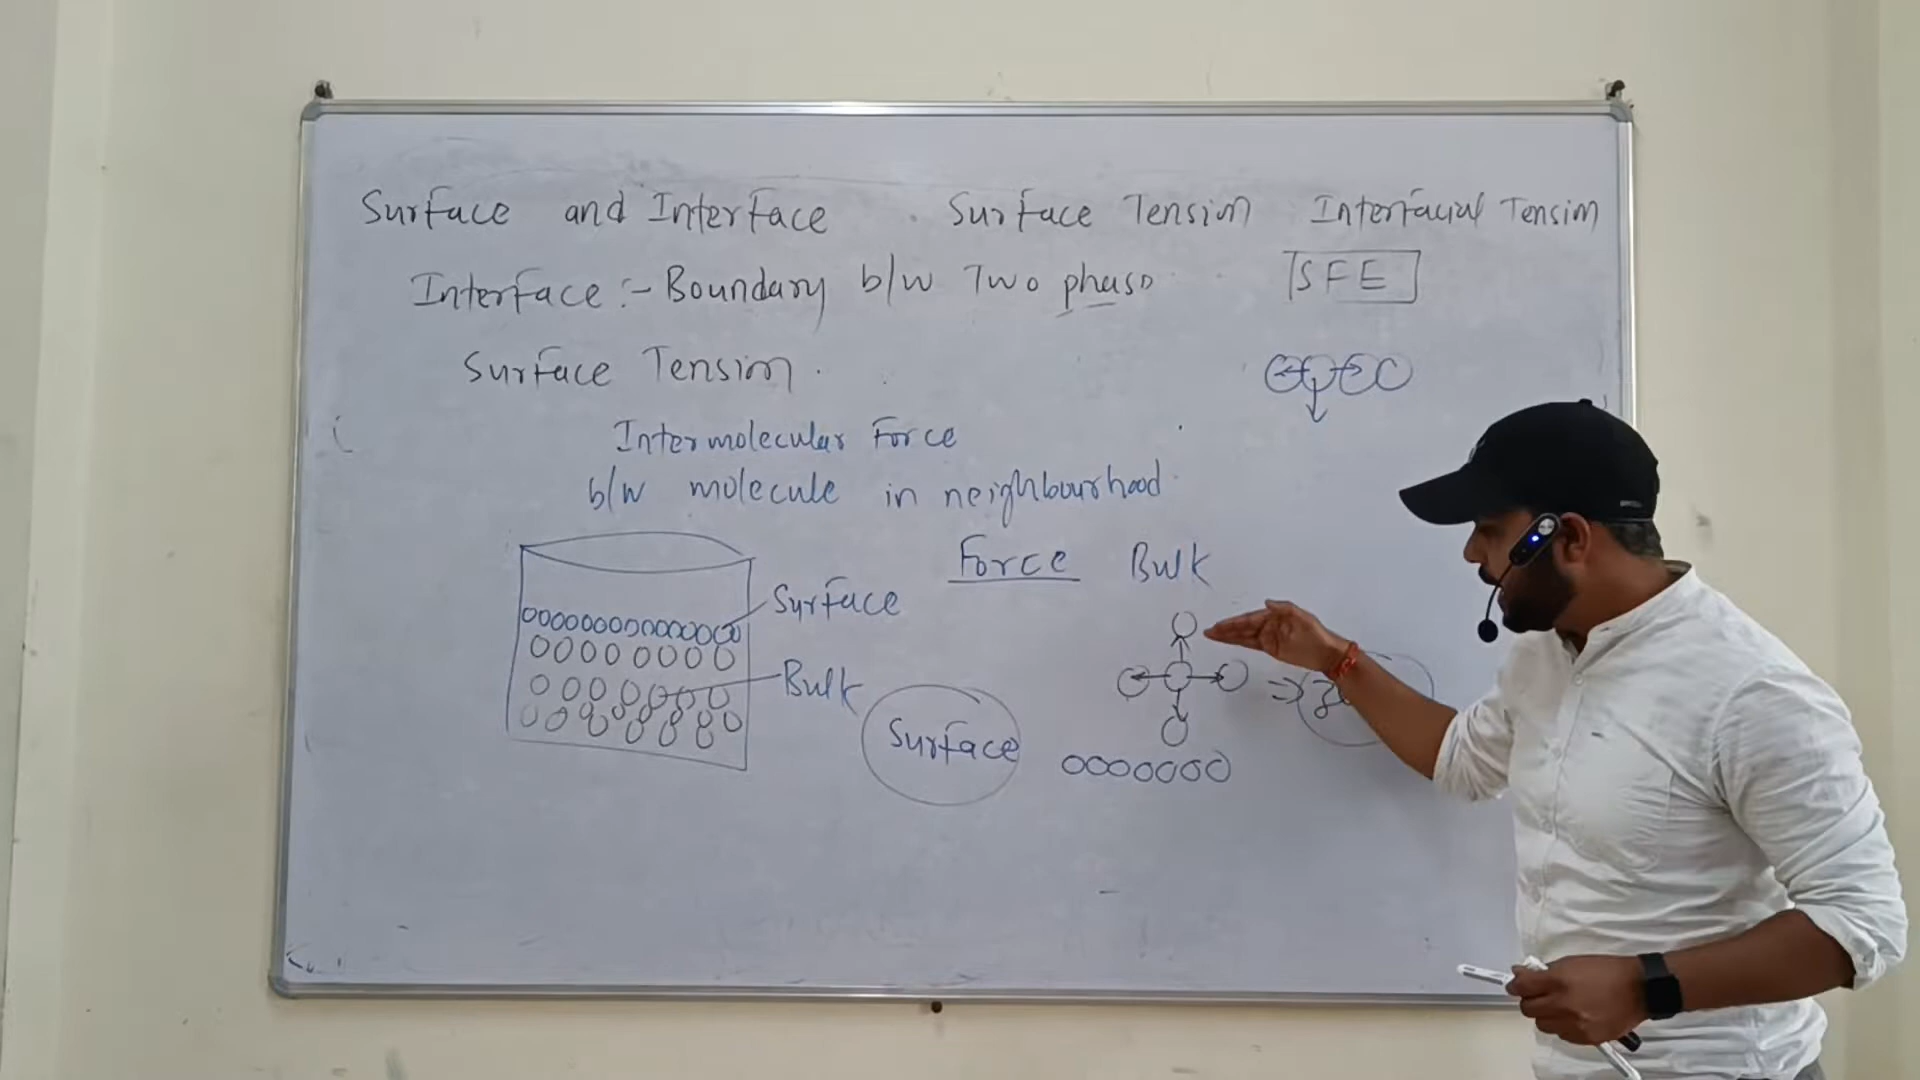 Surface and Interface . Surface Tension Interfacial Tension
Interface :- Boundary b/w Two phase
SFE
Surface Tension .
Intermolecular Force
b/w molecule in neighbourhood.
Force Bulk
Surface
Bulk
Surface